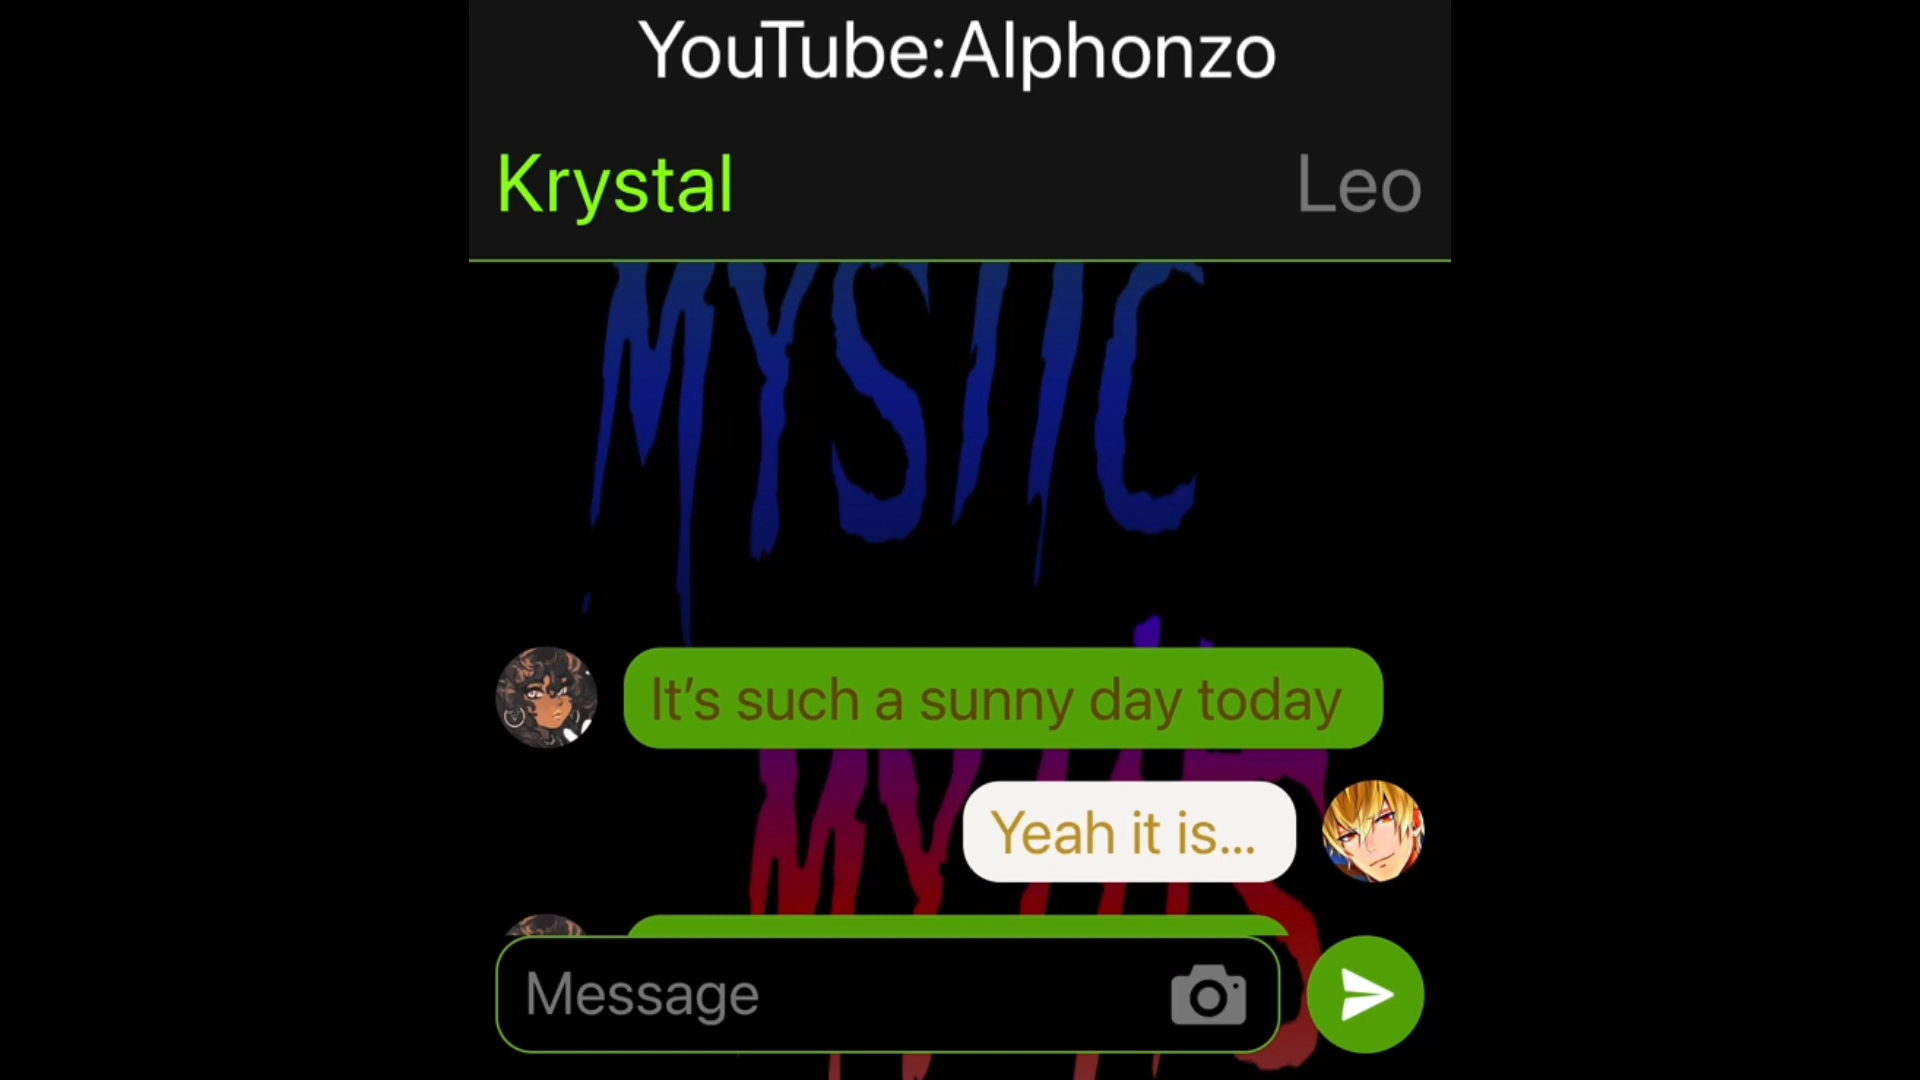 YouTube:Alphonzo
Krystal
Leo
MYSTIC
It’s such a sunny day today
Yeah it is...
Message